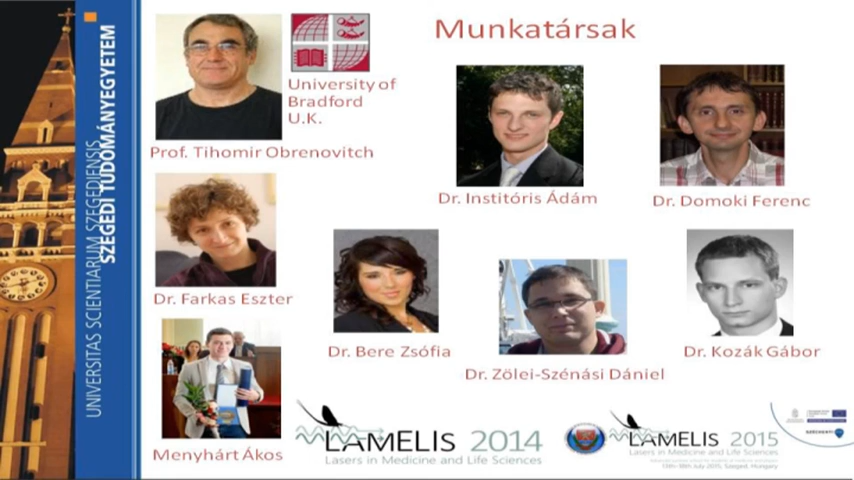 UNIVERSITAS SCIENTIARUM SZEGEDIENSIS
SZEGEDI TUDOMÁNYEGYETEM
Munkatársak
University of
Bradford
U.K.
Prof. Tihomir Obrenovitch
Dr. Institóris Ádám
Dr. Domoki Ferenc
Dr. Farkas Eszter
Dr. Bere Zsófia
Dr. Zölei-Szénási Dániel
Dr. Kozák Gábor
Menyhárt Ákos
LAMELIS 2014
Lasers in Medicine and Life Sciences
LAMELIS 2015
Lasers in Medicine and Life Sciences
SZÉCHENYI